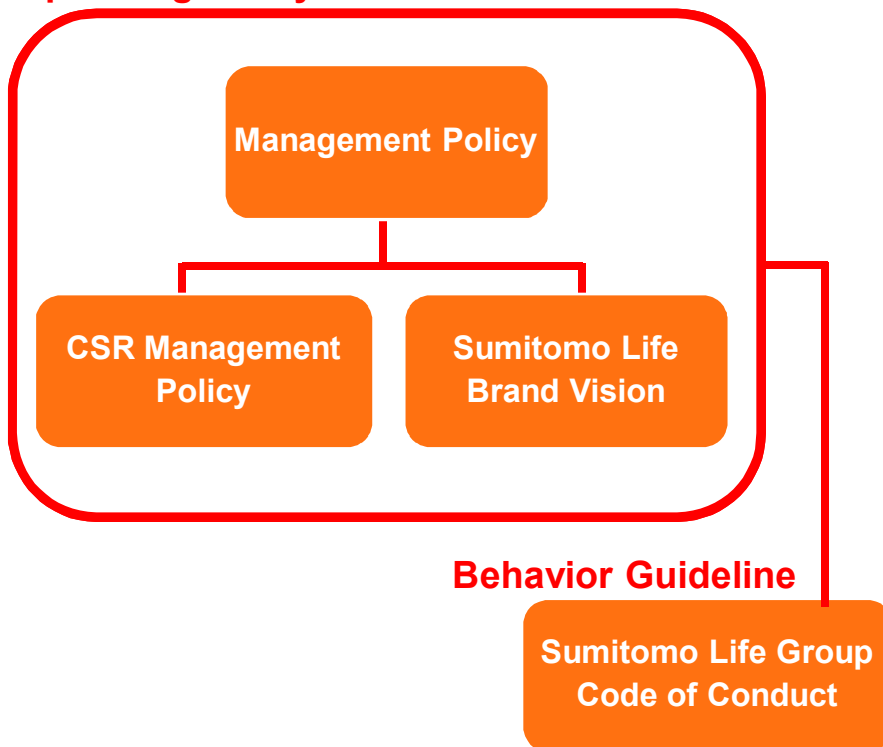 Management Policy
CSR Management
Policy
Sumitomo Life
Brand Vision
Behavior Guideline
Sumitomo Life Group
Code of Conduct